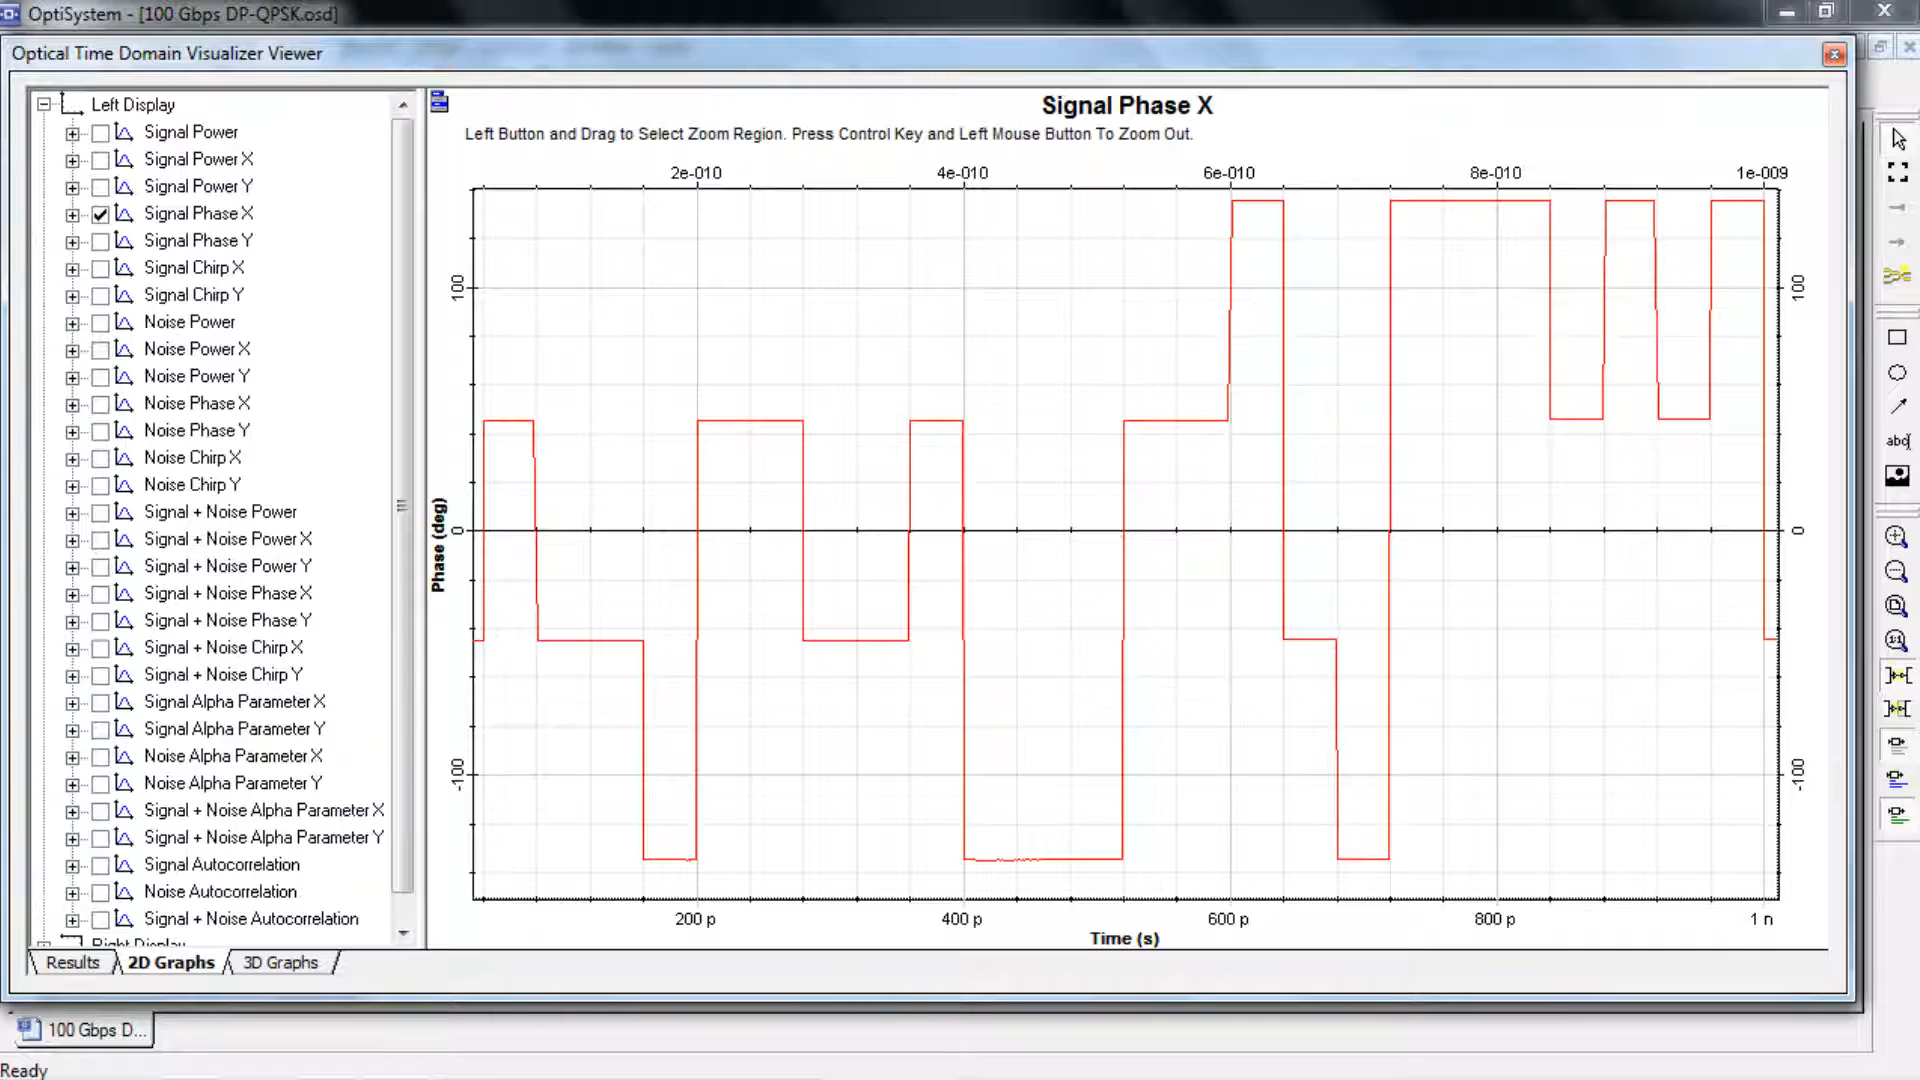 OptiSystem - [100 Gbps DP-QPSK.osd]
Optical Time Domain Visualizer Viewer
Left Display
Signal Power
Signal Power X
Signal Power Y
Signal Phase X
Signal Phase Y
Signal Chirp X
Signal Chirp Y
Noise Power
Noise Power X
Noise Power Y
Noise Phase X
Noise Phase Y
Noise Chirp X
Noise Chirp Y
Signal + Noise Power
Signal + Noise Power X
Signal + Noise Power Y
Signal + Noise Phase X
Signal + Noise Phase Y
Signal + Noise Chirp X
Signal + Noise Chirp Y
Signal Alpha Parameter X
Signal Alpha Parameter Y
Noise Alpha Parameter X
Noise Alpha Parameter Y
Signal + Noise Alpha Parameter X
Signal + Noise Alpha Parameter Y
Signal Autocorrelation
Noise Autocorrelation
Signal + Noise Autocorrelation
Right Display
Results
2D Graphs
3D Graphs
Signal Phase X
Left Button and Drag to Select Zoom Region. Press Control Key and Left Mouse Button To Zoom Out.
2e-010 4e-010 6e-010 8e-010 1e-009
100 100
0 0
-100 -100
Phase (deg)
200 p 400 p 600 p 800 p 1 n
Time (s)
abc
1:1
100 Gbps D...
Ready